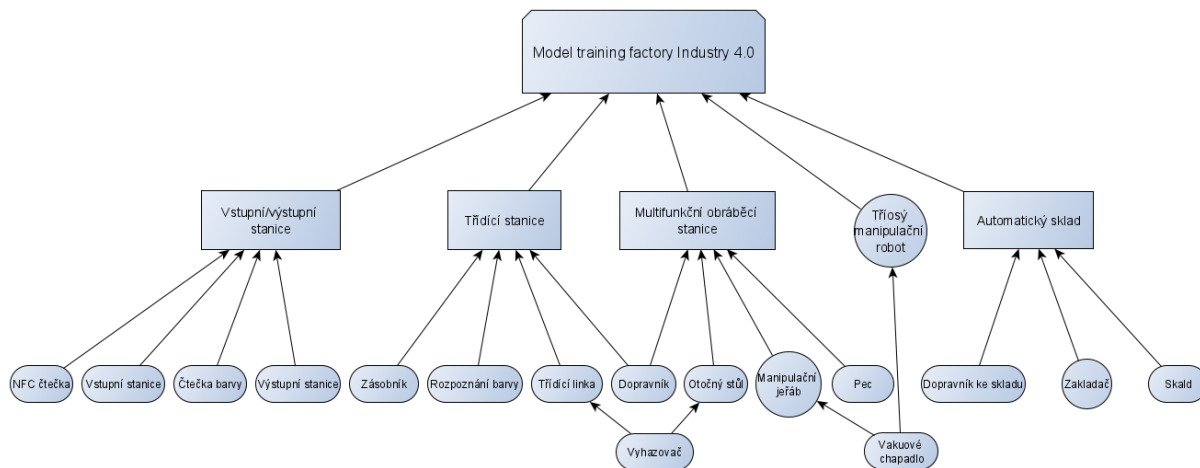 Model training factory Industry 4.0
Vstupní/výstupní
stanice
Třídící stanice
Multifunkční obráběcí
stanice
Tříosý
manipulační
robot
Automatický sklad
NFC čtečka
Vstupní stanice
Čtečka barvy
Výstupní stanice
Zásobník
Rozpoznání barvy
Třídící linka
Dopravník
Otočný stůl
Manipulační
jeřáb
Pec
Dopravník ke skladu
Zakladač
Skald
Vyhazovač
Vakuové
chapadlo